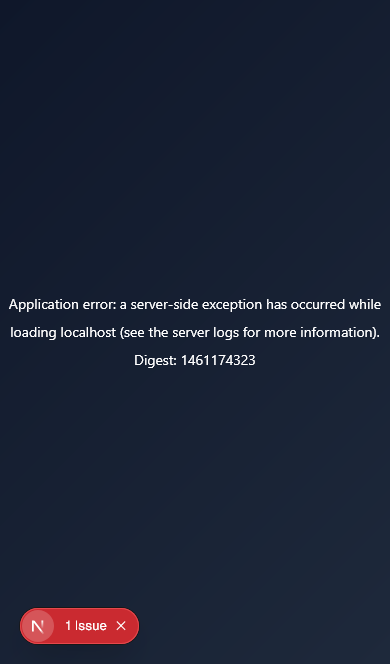 Application error: a server-side exception has occurred while
loading localhost (see the server logs for more information).
Digest: 1461174323
N 1 Issue